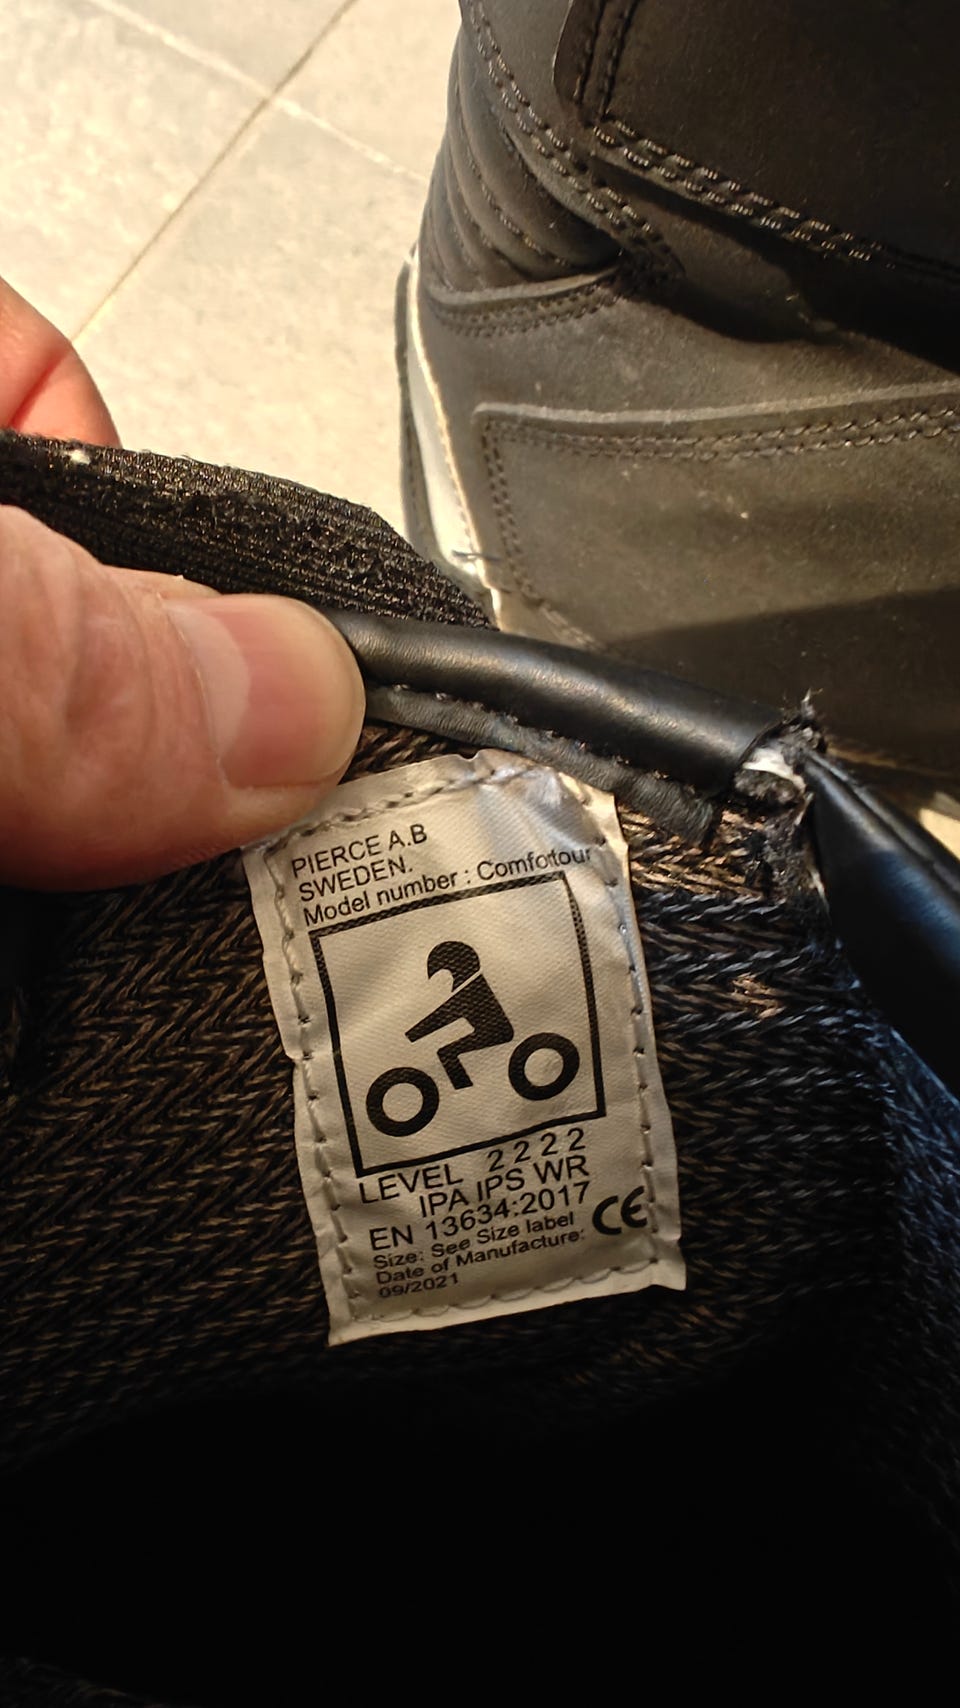 PIERCE A.B
SWEDEN.
Model number : Comfortour
LEVEL 2 2 2 2
IPA IPS WR
EN 13634:2017
CE
Size: See Size label
Date of Manufacture:
09/2021